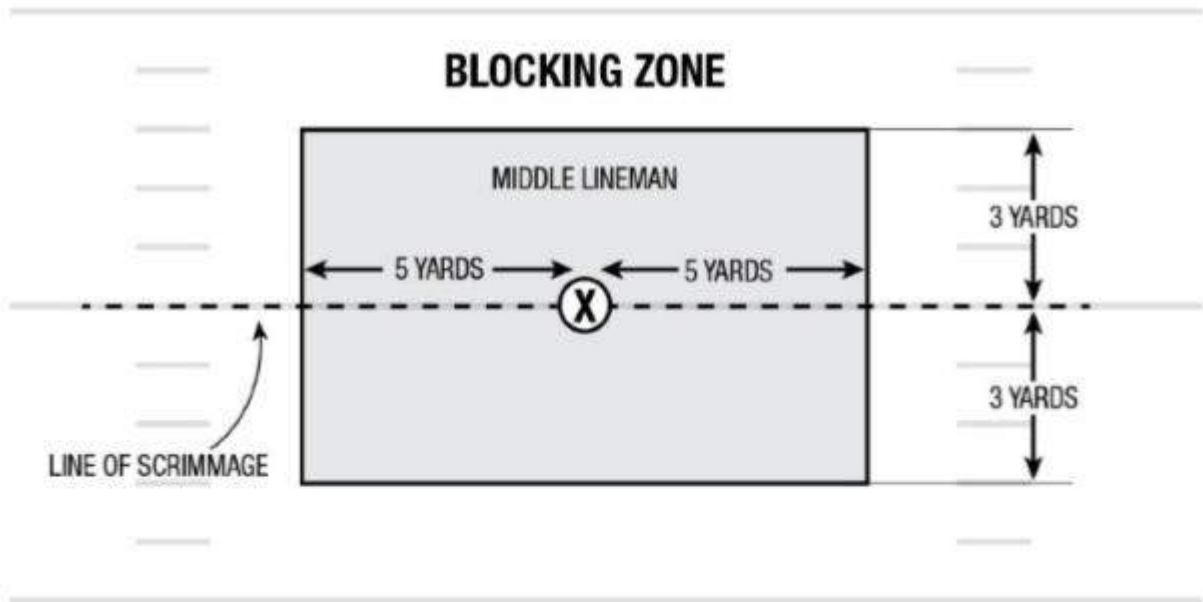 BLOCKING ZONE
MIDDLE LINEMAN
3 YARDS
5 YARDS
5 YARDS
X
3 YARDS
LINE OF SCRIMMAGE